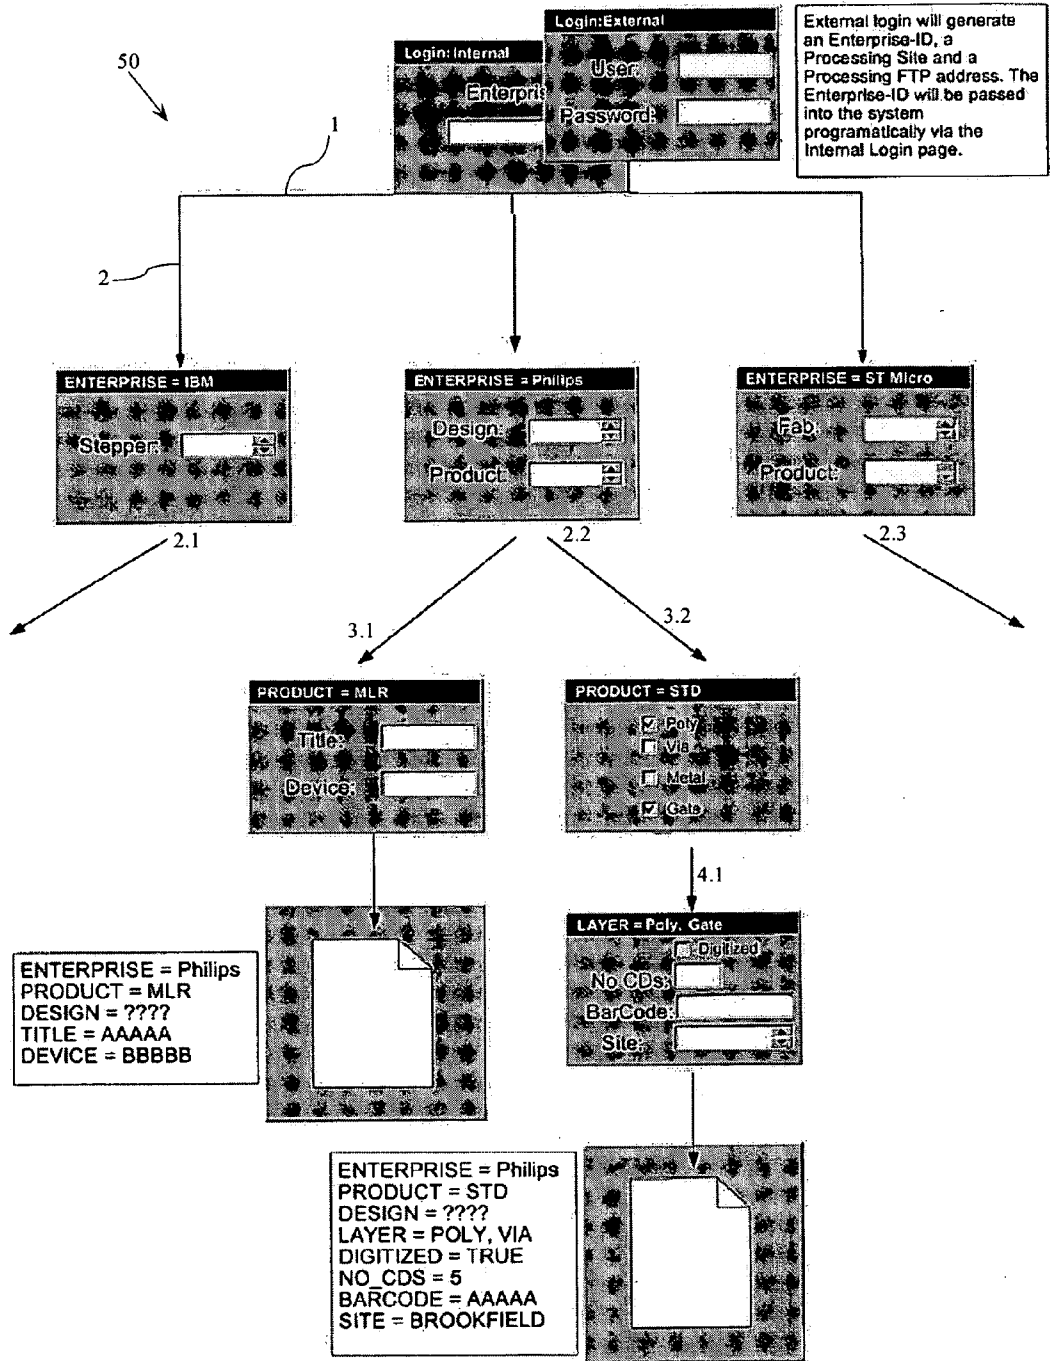 Login:External
User:
Password:
Login:Internal
Enterpris
External login will generate
an Enterprise-ID, a
Processing Site and a
Processing FTP address. The
Enterprise-ID will be passed
into the system
programatically via the
Internal Login page.
50
1
2
ENTERPRISE = IBM
Stepper:
ENTERPRISE = Philips
Design:
Product:
ENTERPRISE = ST Micro
Fab:
Product:
2.1
2.2
2.3
3.1
3.2
PRODUCT = MLR
Title:
Device:
PRODUCT = STD
Poly
Via
Metal
Gate
4.1
LAYER = Poly, Gate
Digitized
No CDs:
BarCode:
Site:
ENTERPRISE = Philips
PRODUCT = MLR
DESIGN = ????
TITLE = AAAAA
DEVICE = BBBBB
ENTERPRISE = Philips
PRODUCT = STD
DESIGN = ????
LAYER = POLY, VIA
DIGITIZED = TRUE
NO_CDS = 5
BARCODE = AAAAA
SITE = BROOKFIELD